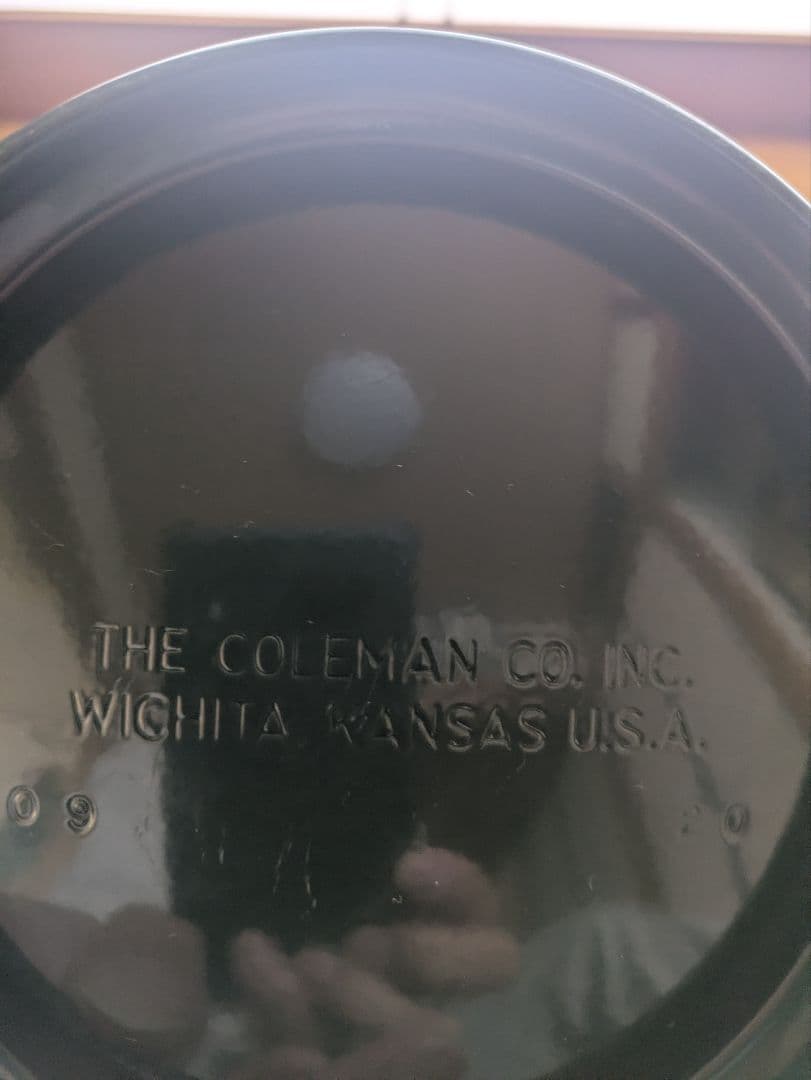 THE COLEMAN CO. INC.
WICHITA KANSAS U.S.A.
09 20